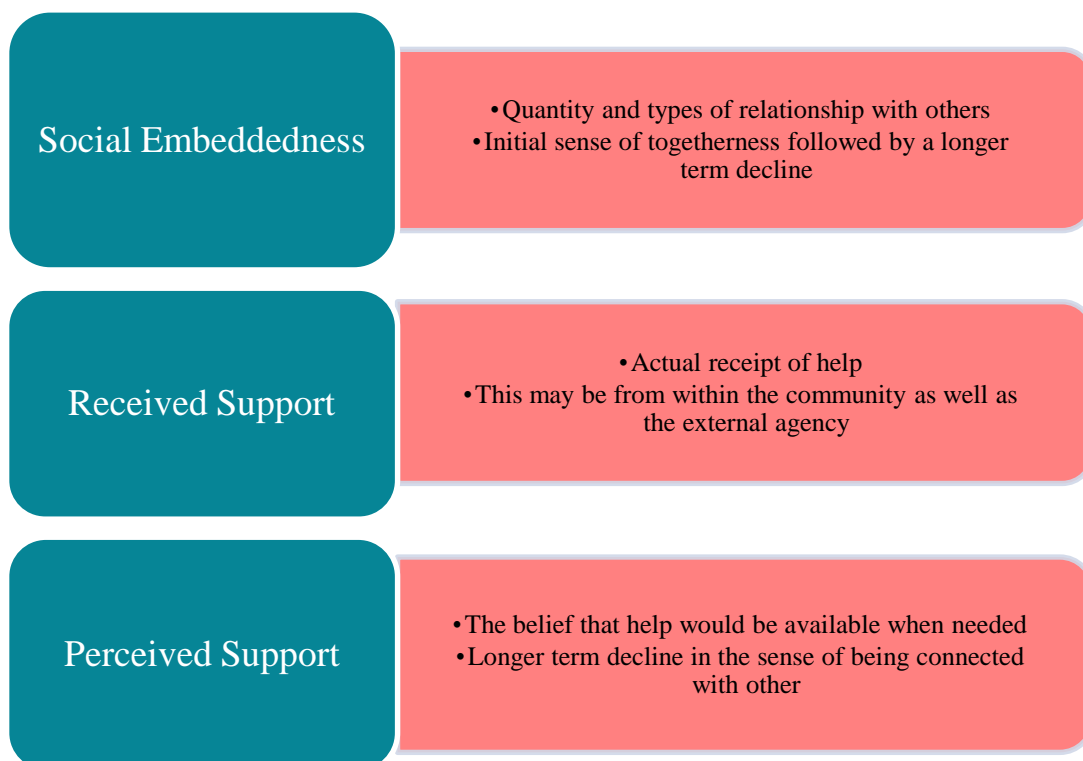 Social Embeddedness
•Quantity and types of relationship with others
•Initial sense of togetherness followed by a longer
term decline
Received Support
•Actual receipt of help
•This may be from within the community as well as
the external agency
Perceived Support
•The belief that help would be available when needed
•Longer term decline in the sense of being connected
with other